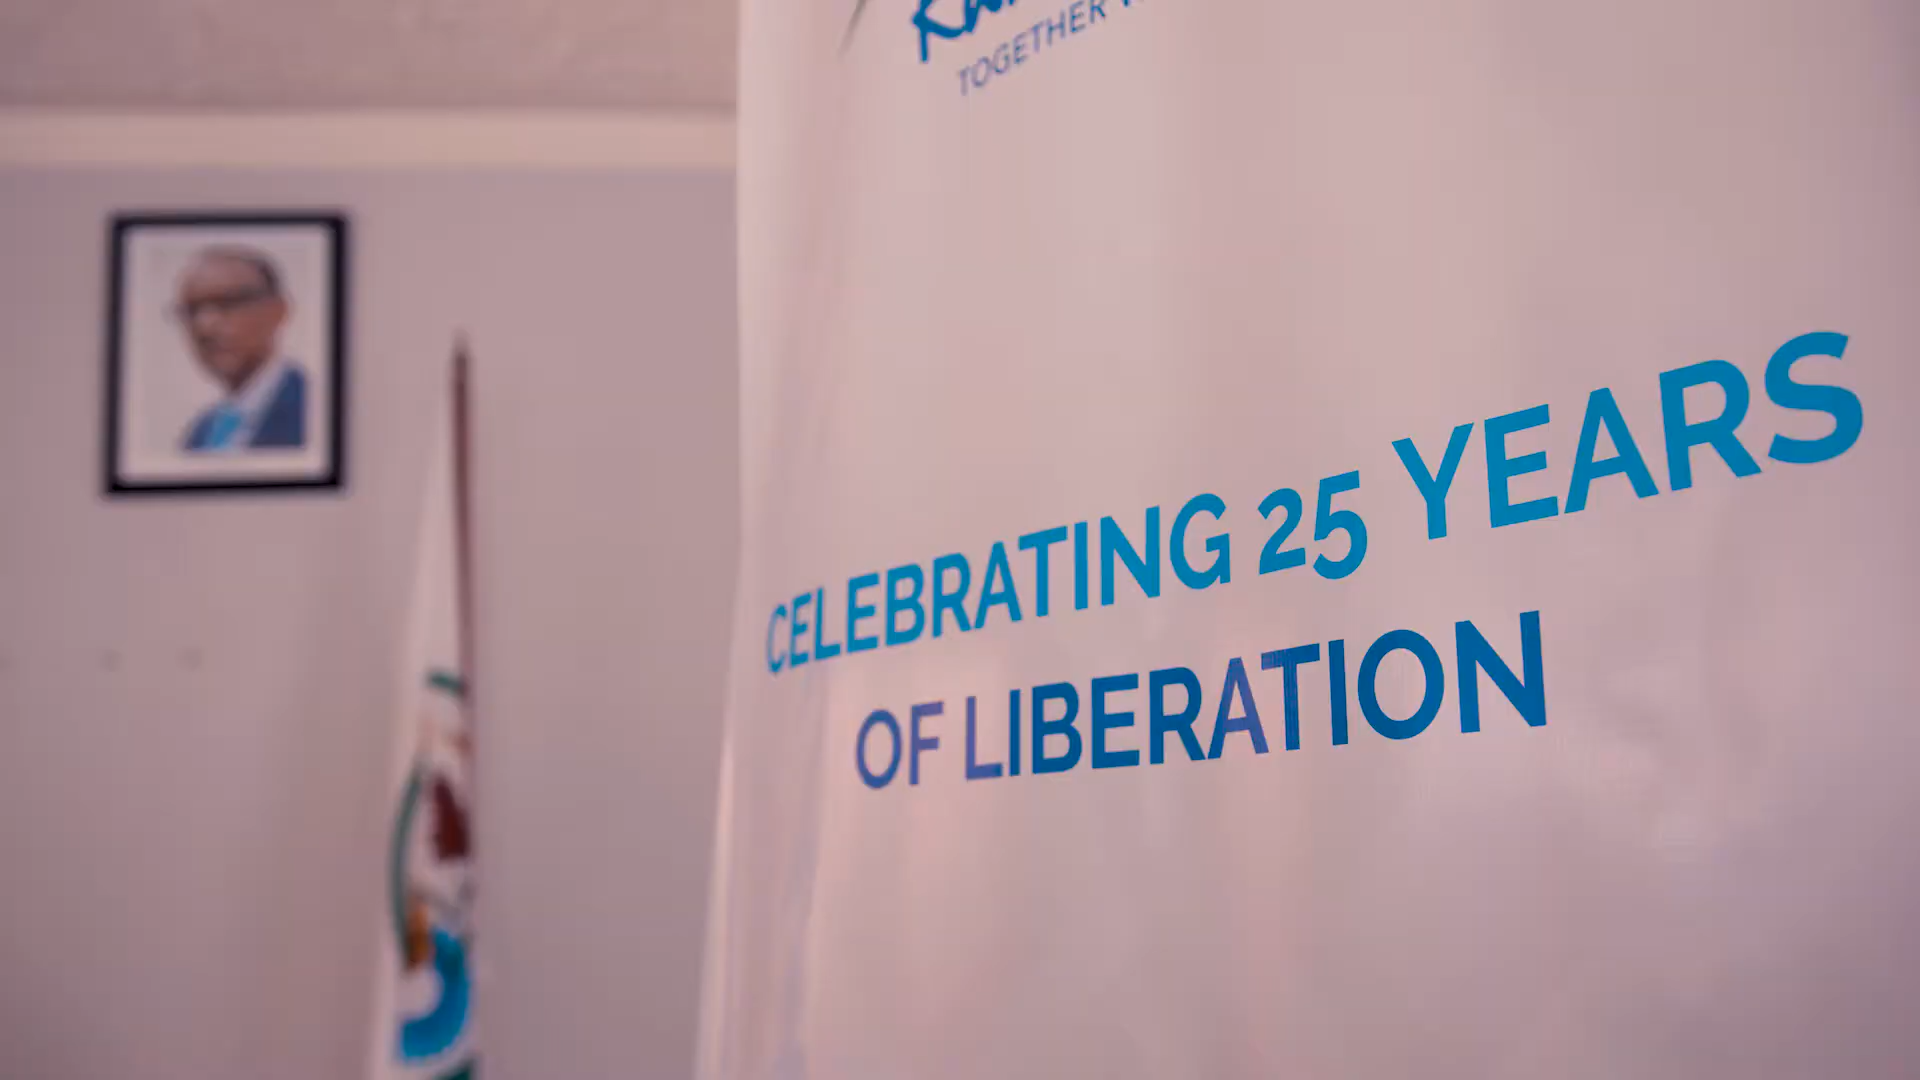 TOGETHER
CELEBRATING 25 YEARS
OF LIBERATION